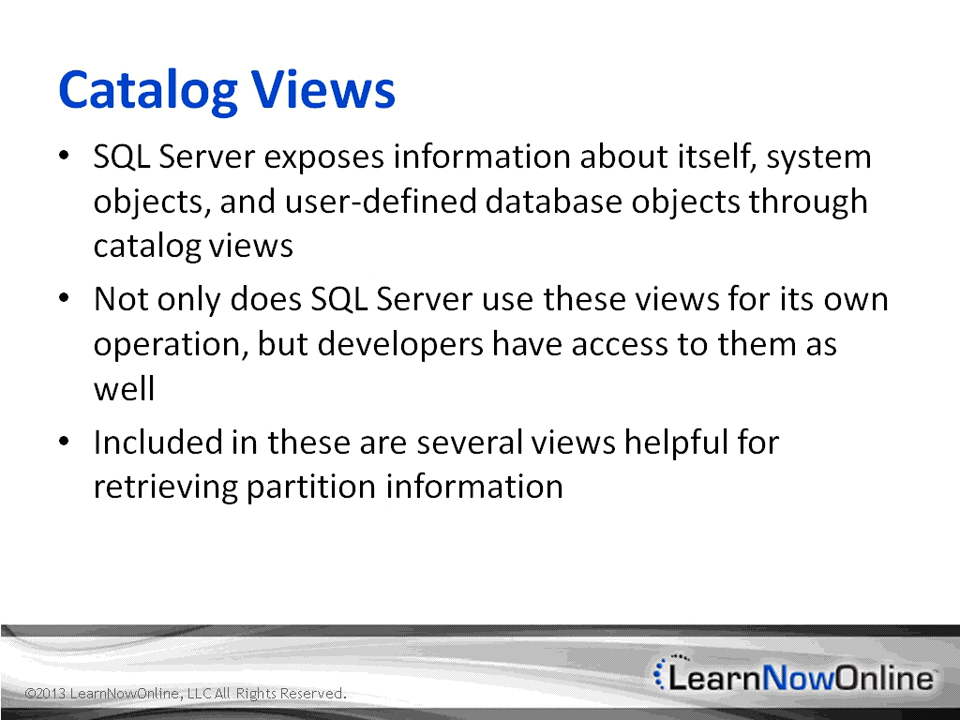 Catalog Views
• SQL Server exposes information about itself, system
objects, and user-defined database objects through
catalog views
• Not only does SQL Server use these views for its own
operation, but developers have access to them as
well
• Included in these are several views helpful for
retrieving partition information
©2013 LearnNowOnline, LLC All Rights Reserved.
LearnNowOnline